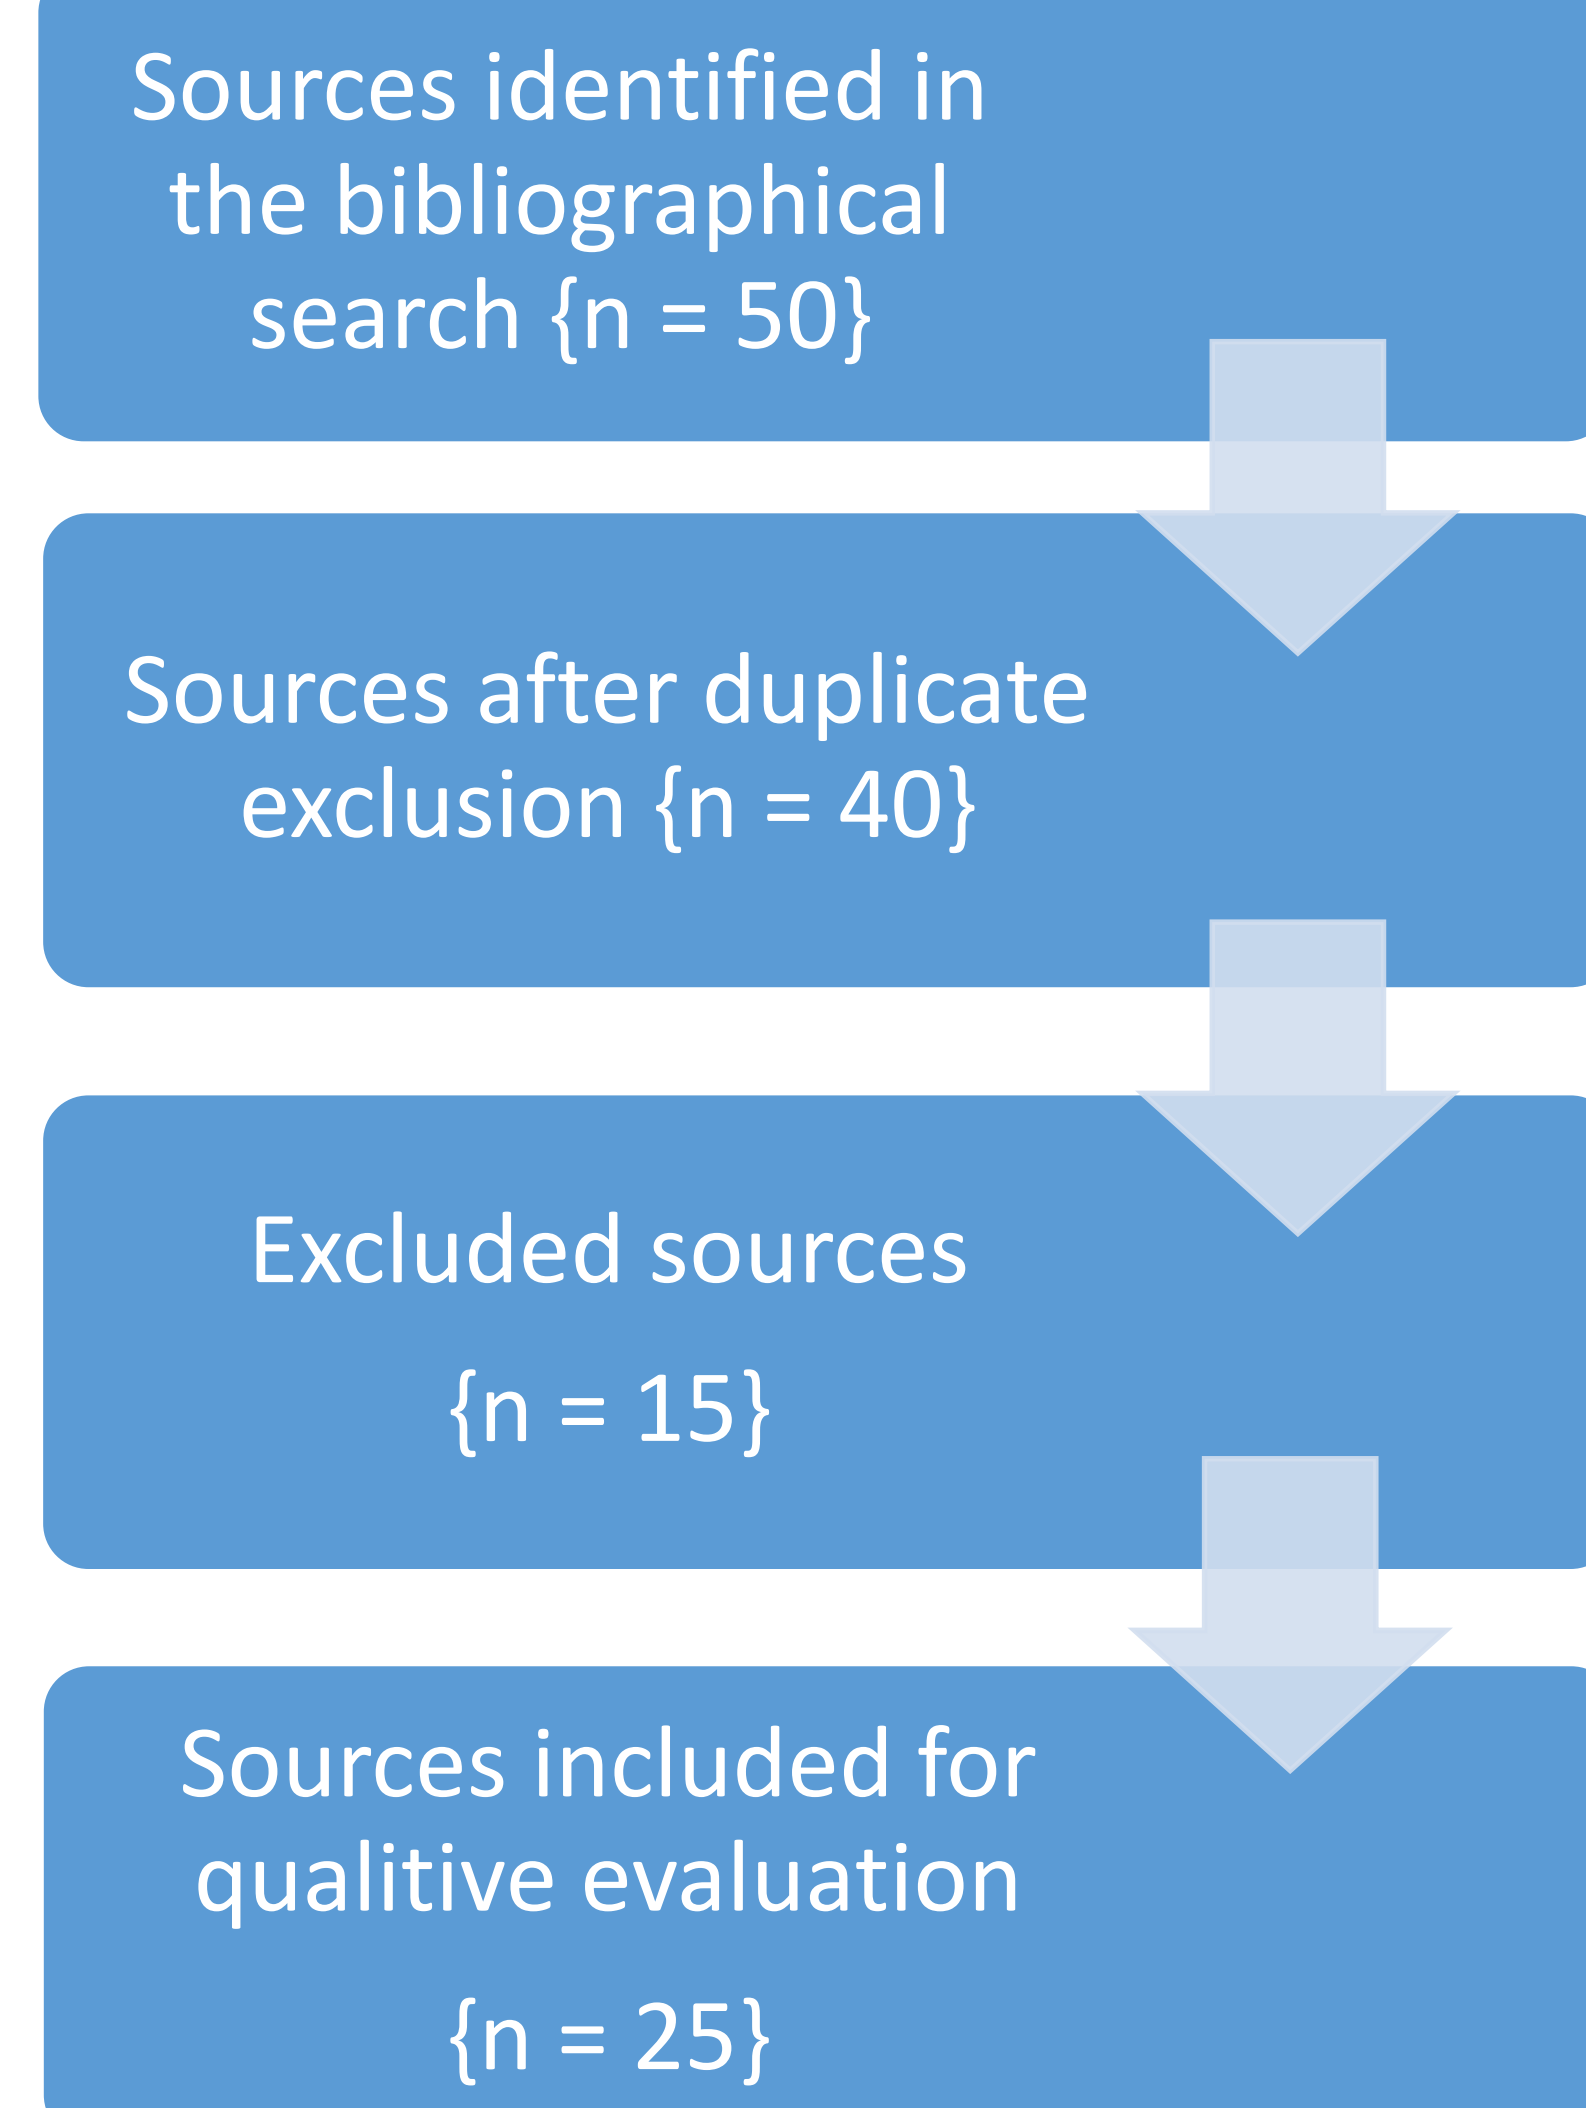 Sources identified in
the bibliographical
search {n = 50}
Sources after duplicate
exclusion {n = 40}
Excluded sources
{n = 15}
Sources included for
qualitive evaluation
{n = 25}